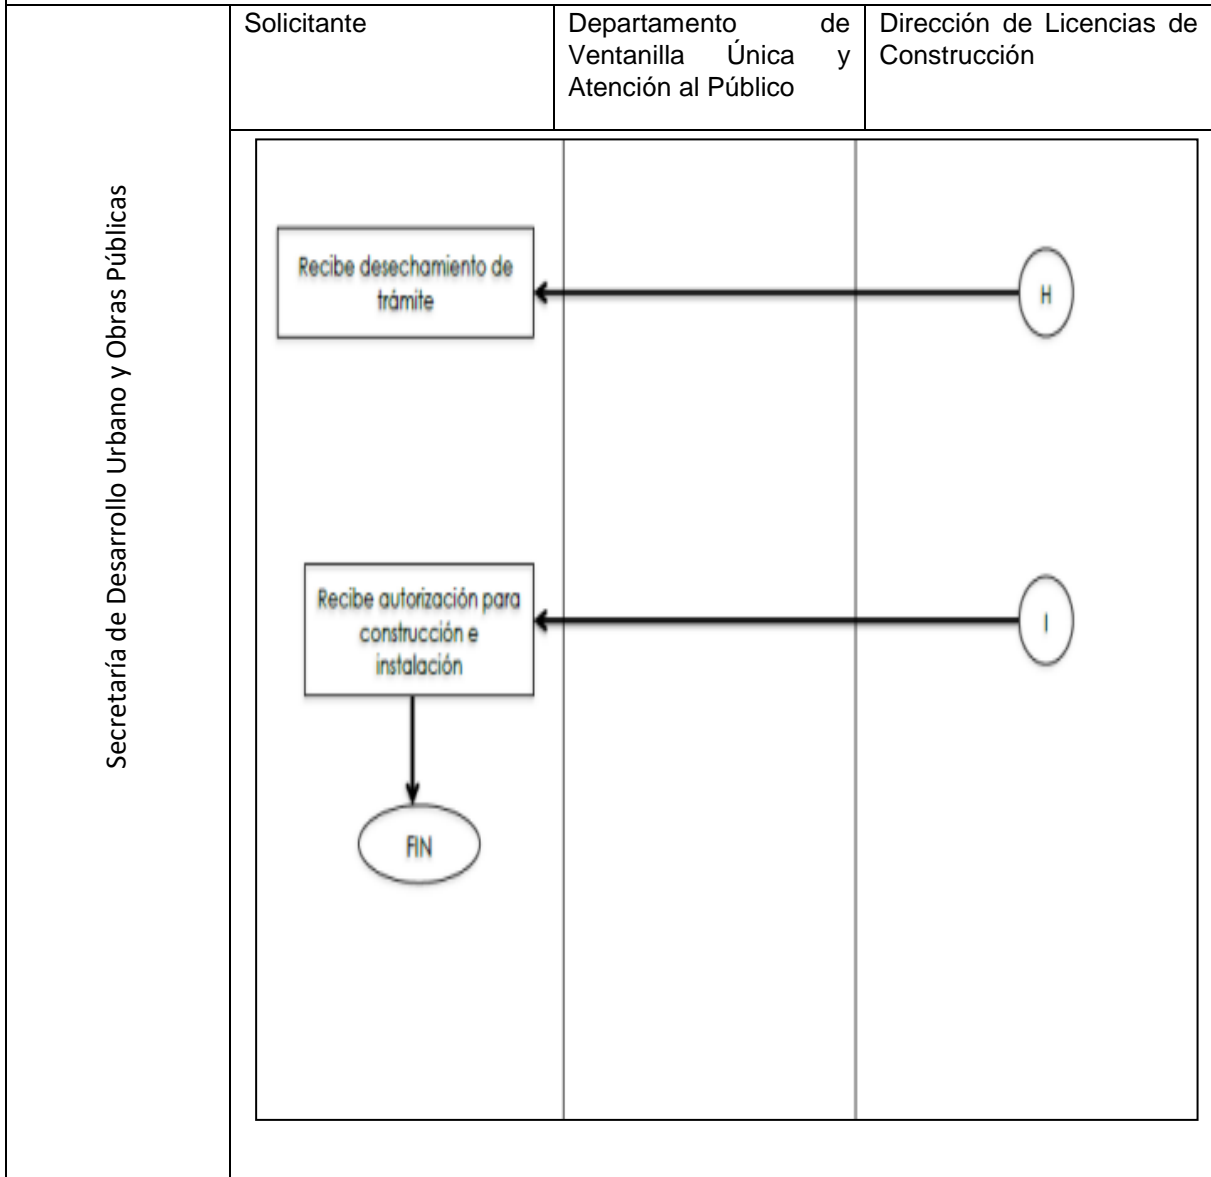 Solicitante
Departamento de
Ventanilla Única y
Atención al Público
Dirección de Licencias de
Construcción
Secretaría de Desarrollo Urbano y Obras Públicas
Recibe desechamiento de
trámite
H
Recibe autorización para
construcción e
instalación
I
FIN